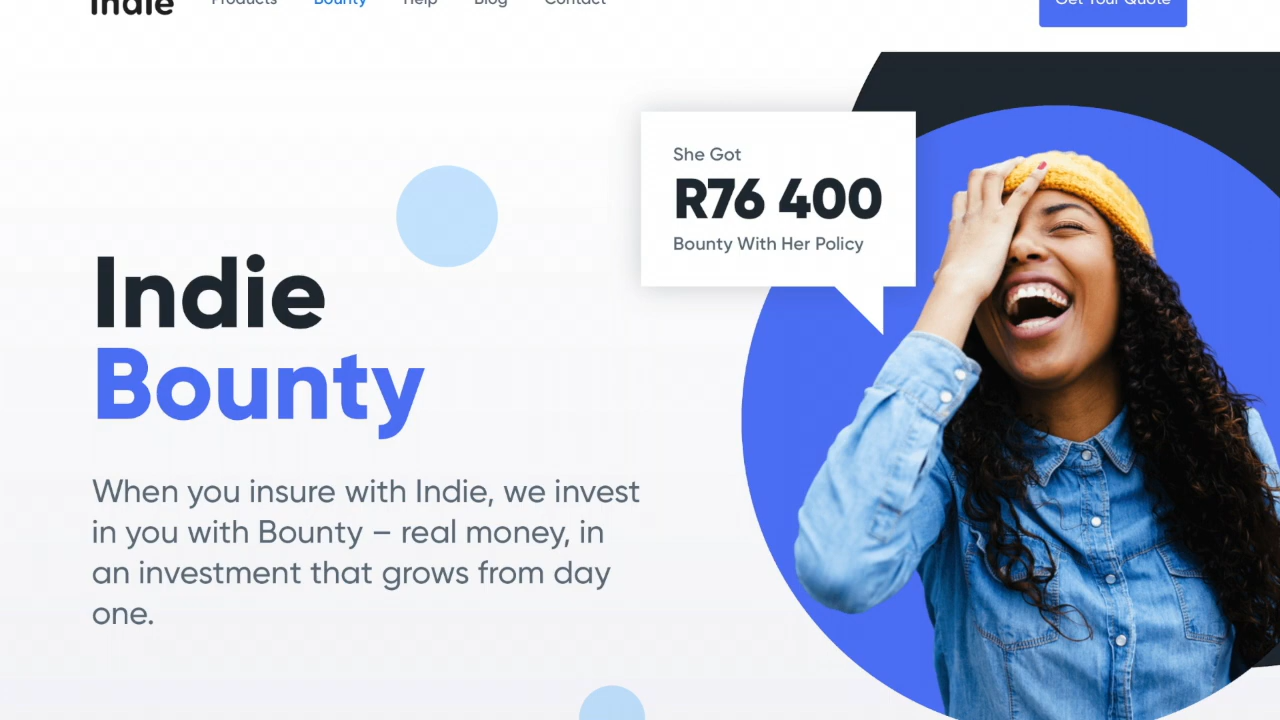 Indie
Products Bounty Help Blog Contact
Get Your Quote
She Got
R76 400
Bounty With Her Policy
Indie
Bounty
When you insure with Indie, we invest
in you with Bounty – real money, in
an investment that grows from day
one.